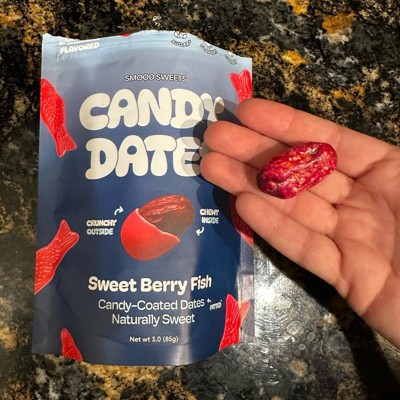 FLAVORED
SMOOD SWEETS
CANDY
DATE
CRUNCHY
OUTSIDE
CHEWY
INSIDE
Sweet Berry Fish
Candy-Coated Dates
Naturally Sweet
Net wt 3.0 (85g)